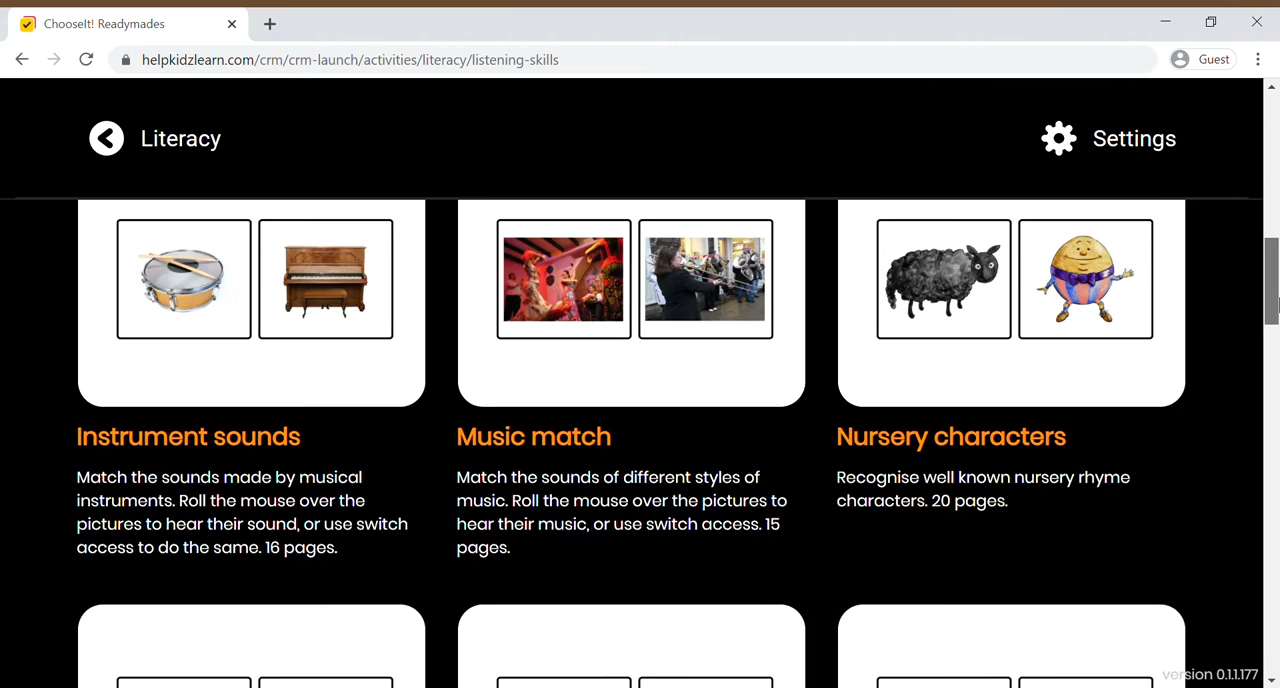 ChooseIt! Readymades
helpkidzlearn.com/crm/crm-launch/activities/literacy/listening-skills
Guest
Literacy
Settings
Instrument sounds
Match the sounds made by musical
instruments. Roll the mouse over the
pictures to hear their sound, or use switch
access to do the same. 16 pages.
Music match
Match the sounds of different styles of
music. Roll the mouse over the pictures to
hear their music, or use switch access. 15
pages.
Nursery characters
Recognise well known nursery rhyme
characters. 20 pages.
version 0.1.1.177